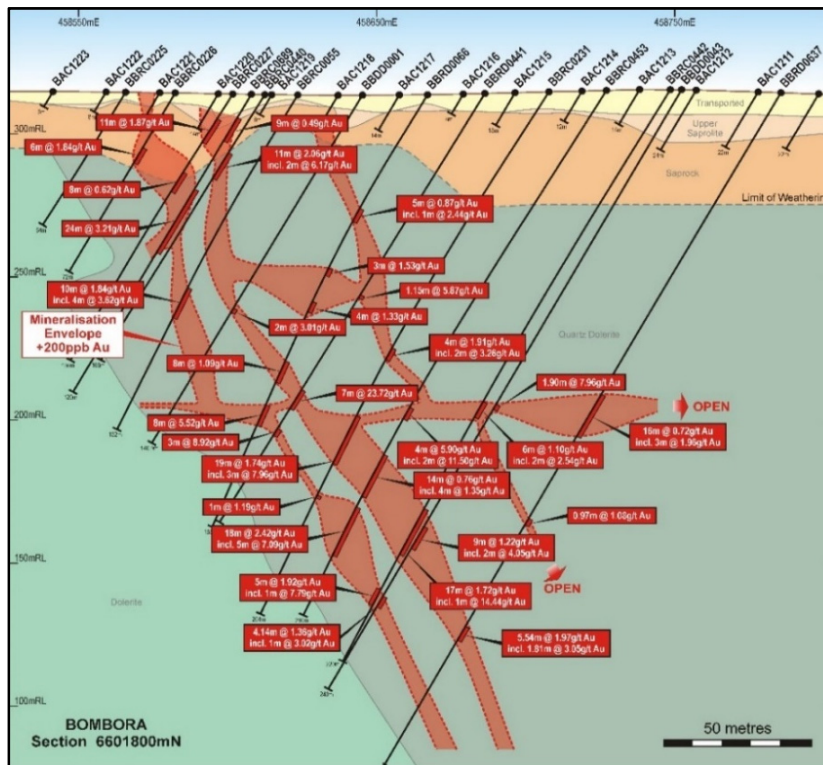 458550mE
458650mE
458750mE
BAC1223
BAC1222
BBRC0225
BAC1221
BBRC0226
BAC1220
BBRC0227
BAC1219
BBRC0055
BAC1218
BBDD0001
BAC1217
BBRD0066
BAC1216
BBRD0441
BAC1215
BBRC0231
BAC1214
BBRC0453
BAC1213
BBRC0442
BBRD0043
BAC1212
BAC1211
BBRD0037
Transported
Upper
Saprolite
Saprock
Limit of Weatherin
300mRL
250mRL
200mRL
150mRL
100mRL
11m @ 1.87g/t Au
9m @ 0.49g/t Au
6m @ 1.84g/t Au
11m @ 2.06g/t Au
incl. 2m @ 6.17g/t Au
8m @ 0.62g/t Au
5m @ 0.87g/t Au
incl. 1m @ 2.44g/t Au
24m @ 3.21g/t Au
3m @ 1.53g/t Au
10m @ 1.84g/t Au
incl. 4m @ 3.62g/t Au
1.15m @ 5.87g/t Au
4m @ 1.33g/t Au
2m @ 3.01g/t Au
Mineralisation
Envelope
+200ppb Au
Quartz Dolerite
4m @ 1.91g/t Au
incl. 2m @ 3.26g/t Au
8m @ 1.09g/t Au
7m @ 23.72g/t Au
1.90m @ 7.96g/t Au
OPEN
8m @ 5.52g/t Au
16m @ 0.72g/t Au
incl. 3m @ 1.96g/t Au
3m @ 8.92g/t Au
4m @ 5.90g/t Au
incl. 2m @ 11.50g/t Au
6m @ 1.10g/t Au
incl. 2m @ 2.54g/t Au
19m @ 1.74g/t Au
incl. 3m @ 7.96g/t Au
14m @ 0.76g/t Au
incl. 4m @ 1.35g/t Au
1m @ 1.19g/t Au
0.97m @ 1.08g/t Au
18m @ 2.42g/t Au
incl. 5m @ 7.09g/t Au
9m @ 1.22g/t Au
incl. 2m @ 4.05g/t Au
OPEN
5m @ 1.92g/t Au
incl. 1m @ 7.79g/t Au
17m @ 1.72g/t Au
incl. 1m @ 14.44g/t Au
Dolerite
4.14m @ 1.36g/t Au
incl. 1m @ 3.02g/t Au
5.54m @ 1.97g/t Au
incl. 1.81m @ 3.05g/t Au
BOMBORA
Section 6601800mN
50 metres